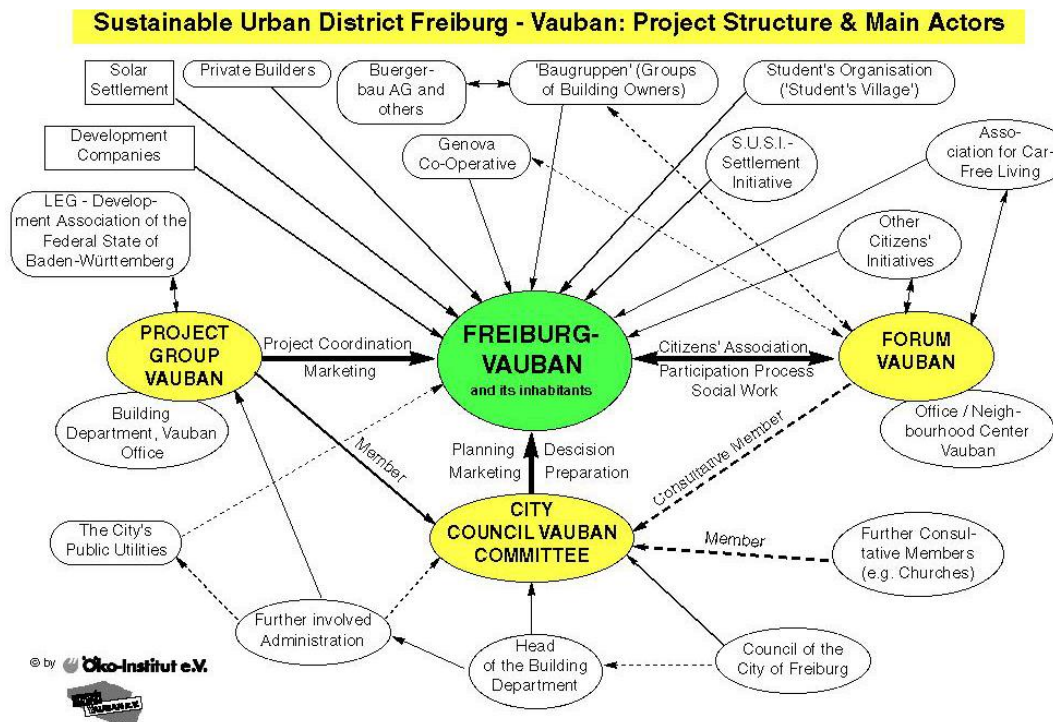 Sustainable Urban District Freiburg - Vauban: Project Structure & Main Actors
Solar
Settlement
Private Builders
Buerger-
bau AG and
others
'Baugruppen' (Groups
of Building Owners)
Student's Organisation
('Student's Village')
Development
Companies
Genova
Co-Operative
S.U.S.I.-
Settlement
Initiative
Asso-
ciation for Car-
Free Living
LEG - Develop-
ment Association of the
Federal State of
Baden-Württemberg
Other
Citizens'
Initiatives
PROJECT
GROUP
VAUBAN
Project Coordination
Marketing
FREIBURG-
VAUBAN
and its inhabitants
Citizens' Association
Participation Process
Social Work
FORUM
VAUBAN
Building
Department, Vauban
Office
Office / Neigh-
bourhood Center
Vauban
Member
Planning
Marketing
Descision
Preparation
Consultative Member
The City's
Public Utilities
CITY
COUNCIL VAUBAN
COMMITTEE
Member
Further Consul-
tative Members
(e.g. Churches)
Further involved
Administration
Head
of the Building
Department
Council of the
City of Freiburg
© by Öko-Institut e.V.
VAUBAN e.V.